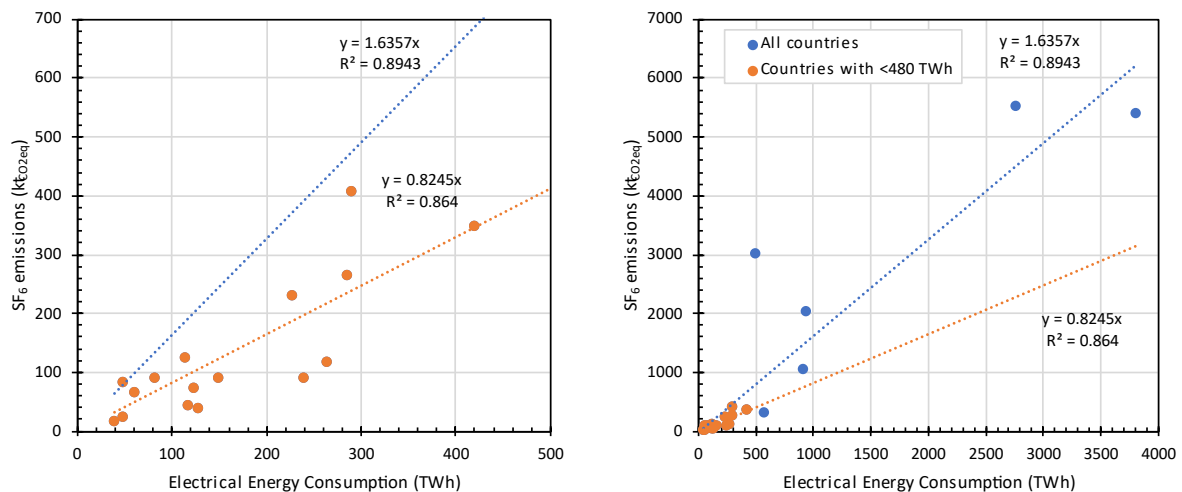 700
600
500
400
300
200
100
0
SF6 emissions (ktCO2eq)
y = 1.6357x
R² = 0.8943
y = 0.8245x
R² = 0.864
0 100 200 300 400 500
Electrical Energy Consumption (TWh)
7000
6000
5000
4000
3000
2000
1000
0
SF6 emissions (ktCO2eq)
All countries
Countries with <480 TWh
y = 1.6357x
R² = 0.8943
y = 0.8245x
R² = 0.864
0 500 1000 1500 2000 2500 3000 3500 4000
Electrical Energy Consumption (TWh)